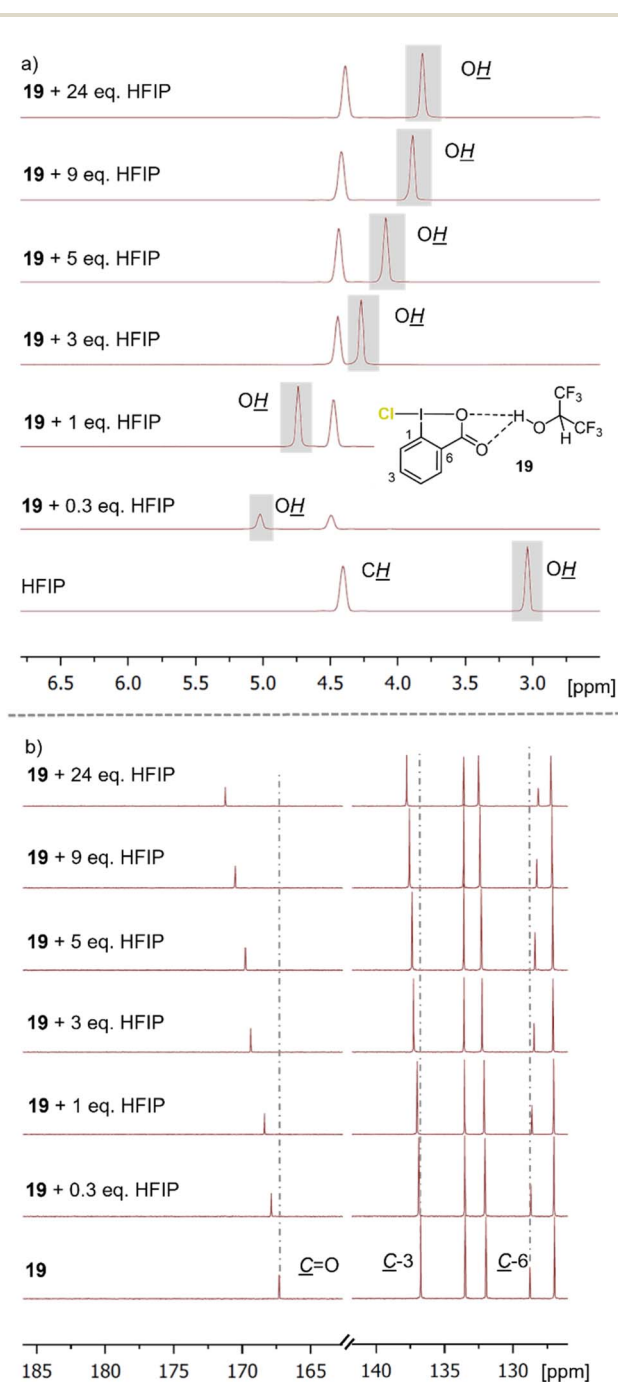 a)
19 + 24 eq. HFIP
OH
19 + 9 eq. HFIP
OH
19 + 5 eq. HFIP
OH
19 + 3 eq. HFIP
OH
19 + 1 eq. HFIP
OH
Cl I O H CF3
O H CF3
1 6 O
3
19
19 + 0.3 eq. HFIP
OH
HFIP
CH
OH
6.5 6.0 5.0 4.5 4.0 3.5 3.0 [ppm]
b)
19 + 24 eq. HFIP
19 + 9 eq. HFIP
19 + 5 eq. HFIP
19 + 3 eq. HFIP
19 + 1 eq. HFIP
19 + 0.3 eq. HFIP
19 C=O C-3 C-6
185 180 175 170 165 140 135 130 [ppm]